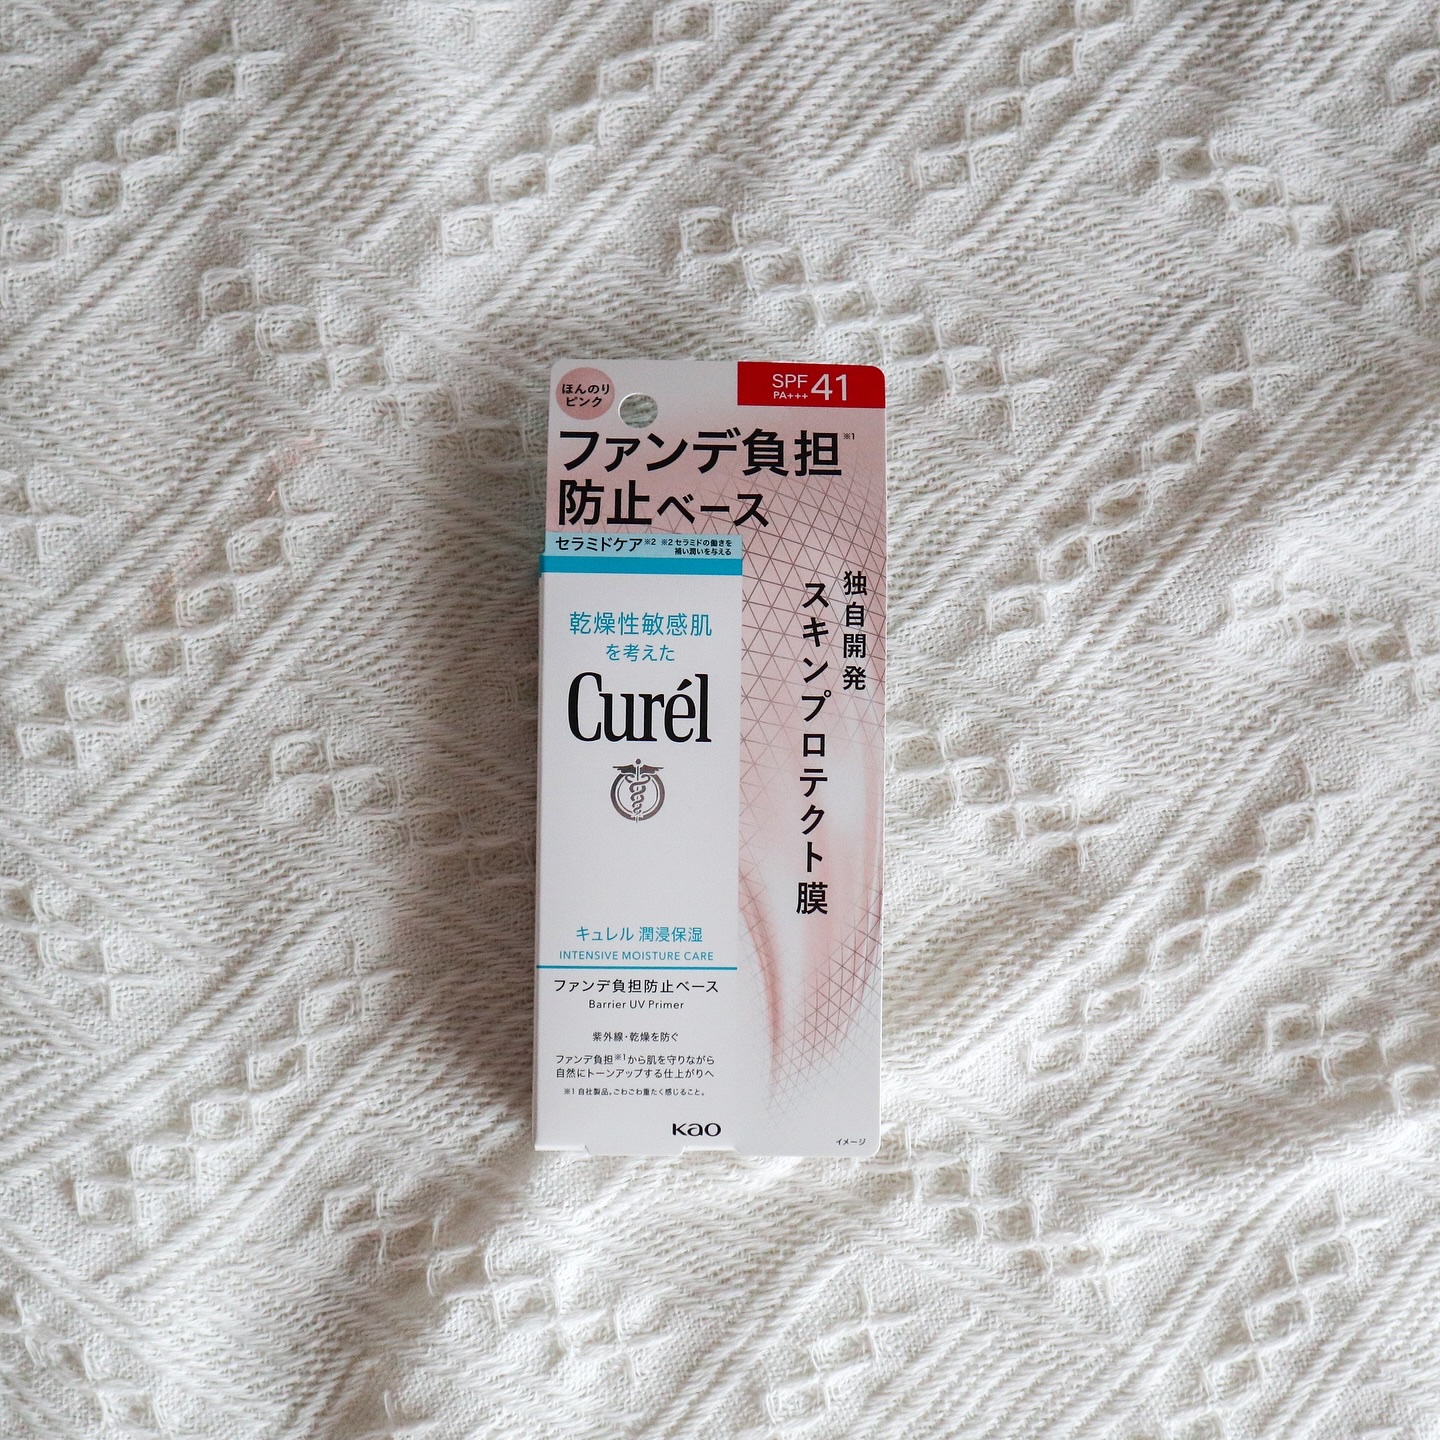 ほんのり
ピンク
SPF 41
PA+++
ファンデ負担※1
防止ベース
セラミドケア※2 ※2 セラミドの働きを
補い潤いを与える
独自開発
スキンプロテクト膜
乾燥性敏感肌
を考えた
Curél
キュレル 潤浸保湿
INTENSIVE MOISTURE CARE
ファンデ負担防止ベース
Barrier UV Primer
紫外線・乾燥を防ぐ
ファンデ負担※1から肌を守りながら
自然にトーンアップする仕上がりへ
※1 自社製品。ごわごわ重たく感じること。
Kao
イメージ